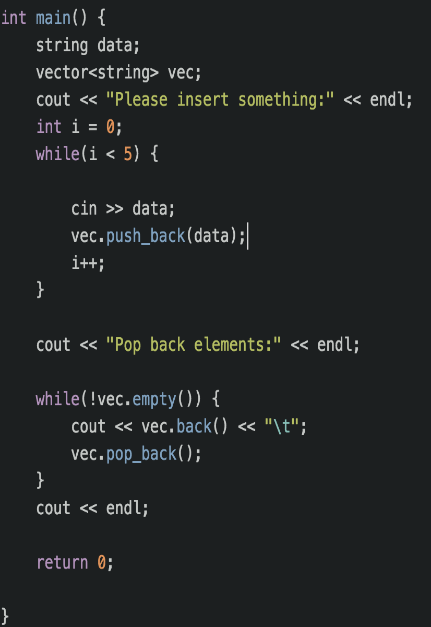 int main() {
    string data;
    vector<string> vec;
    cout << "Please insert something:" << endl;
    int i = 0;
    while(i < 5) {

        cin >> data;
        vec.push_back(data);
        i++;
    }

    cout << "Pop back elements:" << endl;

    while(!vec.empty()) {
        cout << vec.back() << "\t";
        vec.pop_back();
    }
    cout << endl;

    return 0;

}